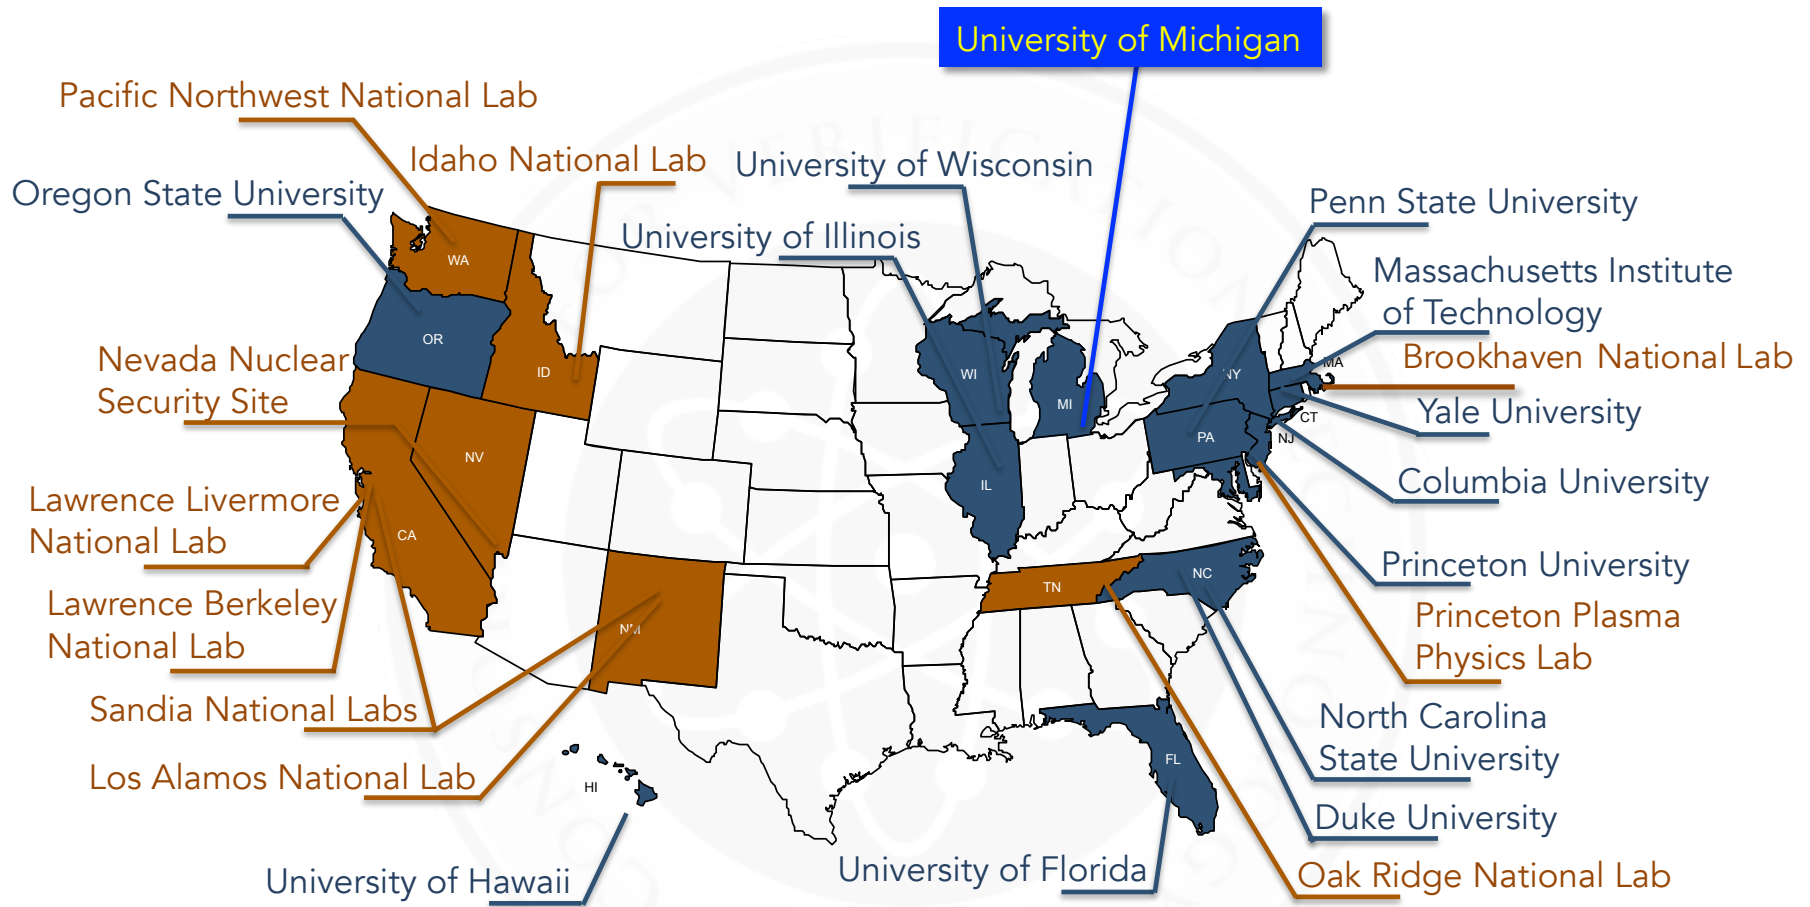 University of Michigan
Pacific Northwest National Lab
Idaho National Lab
University of Wisconsin
Oregon State University
Penn State University
University of Illinois
WA
Massachusetts Institute
of Technology
OR
Nevada Nuclear
Security Site
ID
WI
NY
MA
Brookhaven National Lab
MI
Yale University
CT
NV
PA
NJ
IL
Columbia University
Lawrence Livermore
National Lab
CA
Princeton University
TN
NC
Lawrence Berkeley
National Lab
NM
Princeton Plasma
Physics Lab
Sandia National Labs
North Carolina
State University
FL
Los Alamos National Lab
HI
Duke University
University of Hawaii
University of Florida
Oak Ridge National Lab